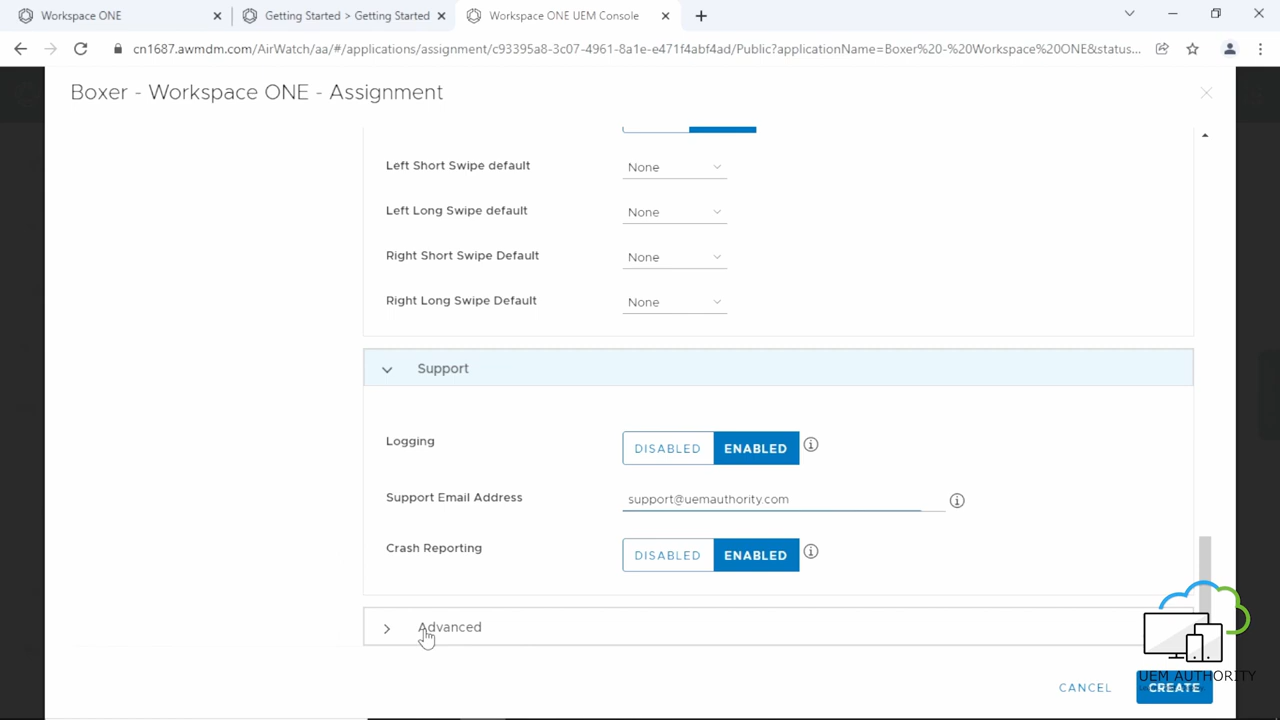 Workspace ONE
Getting Started > Getting Started
Workspace ONE UEM Console
cn1687.awmdm.com/AirWatch/aa/#/applications/assignment/c93395a8-3c07-4961-8a1e-e471f4abf4ad/Public?applicationName=Boxer%20-%20Workspace%20ONE&status...
Boxer - Workspace ONE - Assignment
Left Short Swipe default
None
Left Long Swipe default
None
Right Short Swipe Default
None
Right Long Swipe Default
None
Support
Logging
DISABLED ENABLED
Support Email Address
support@uemauthority.com
Crash Reporting
DISABLED ENABLED
Advanced
UEM AUTHORITY
CANCEL
CREATE